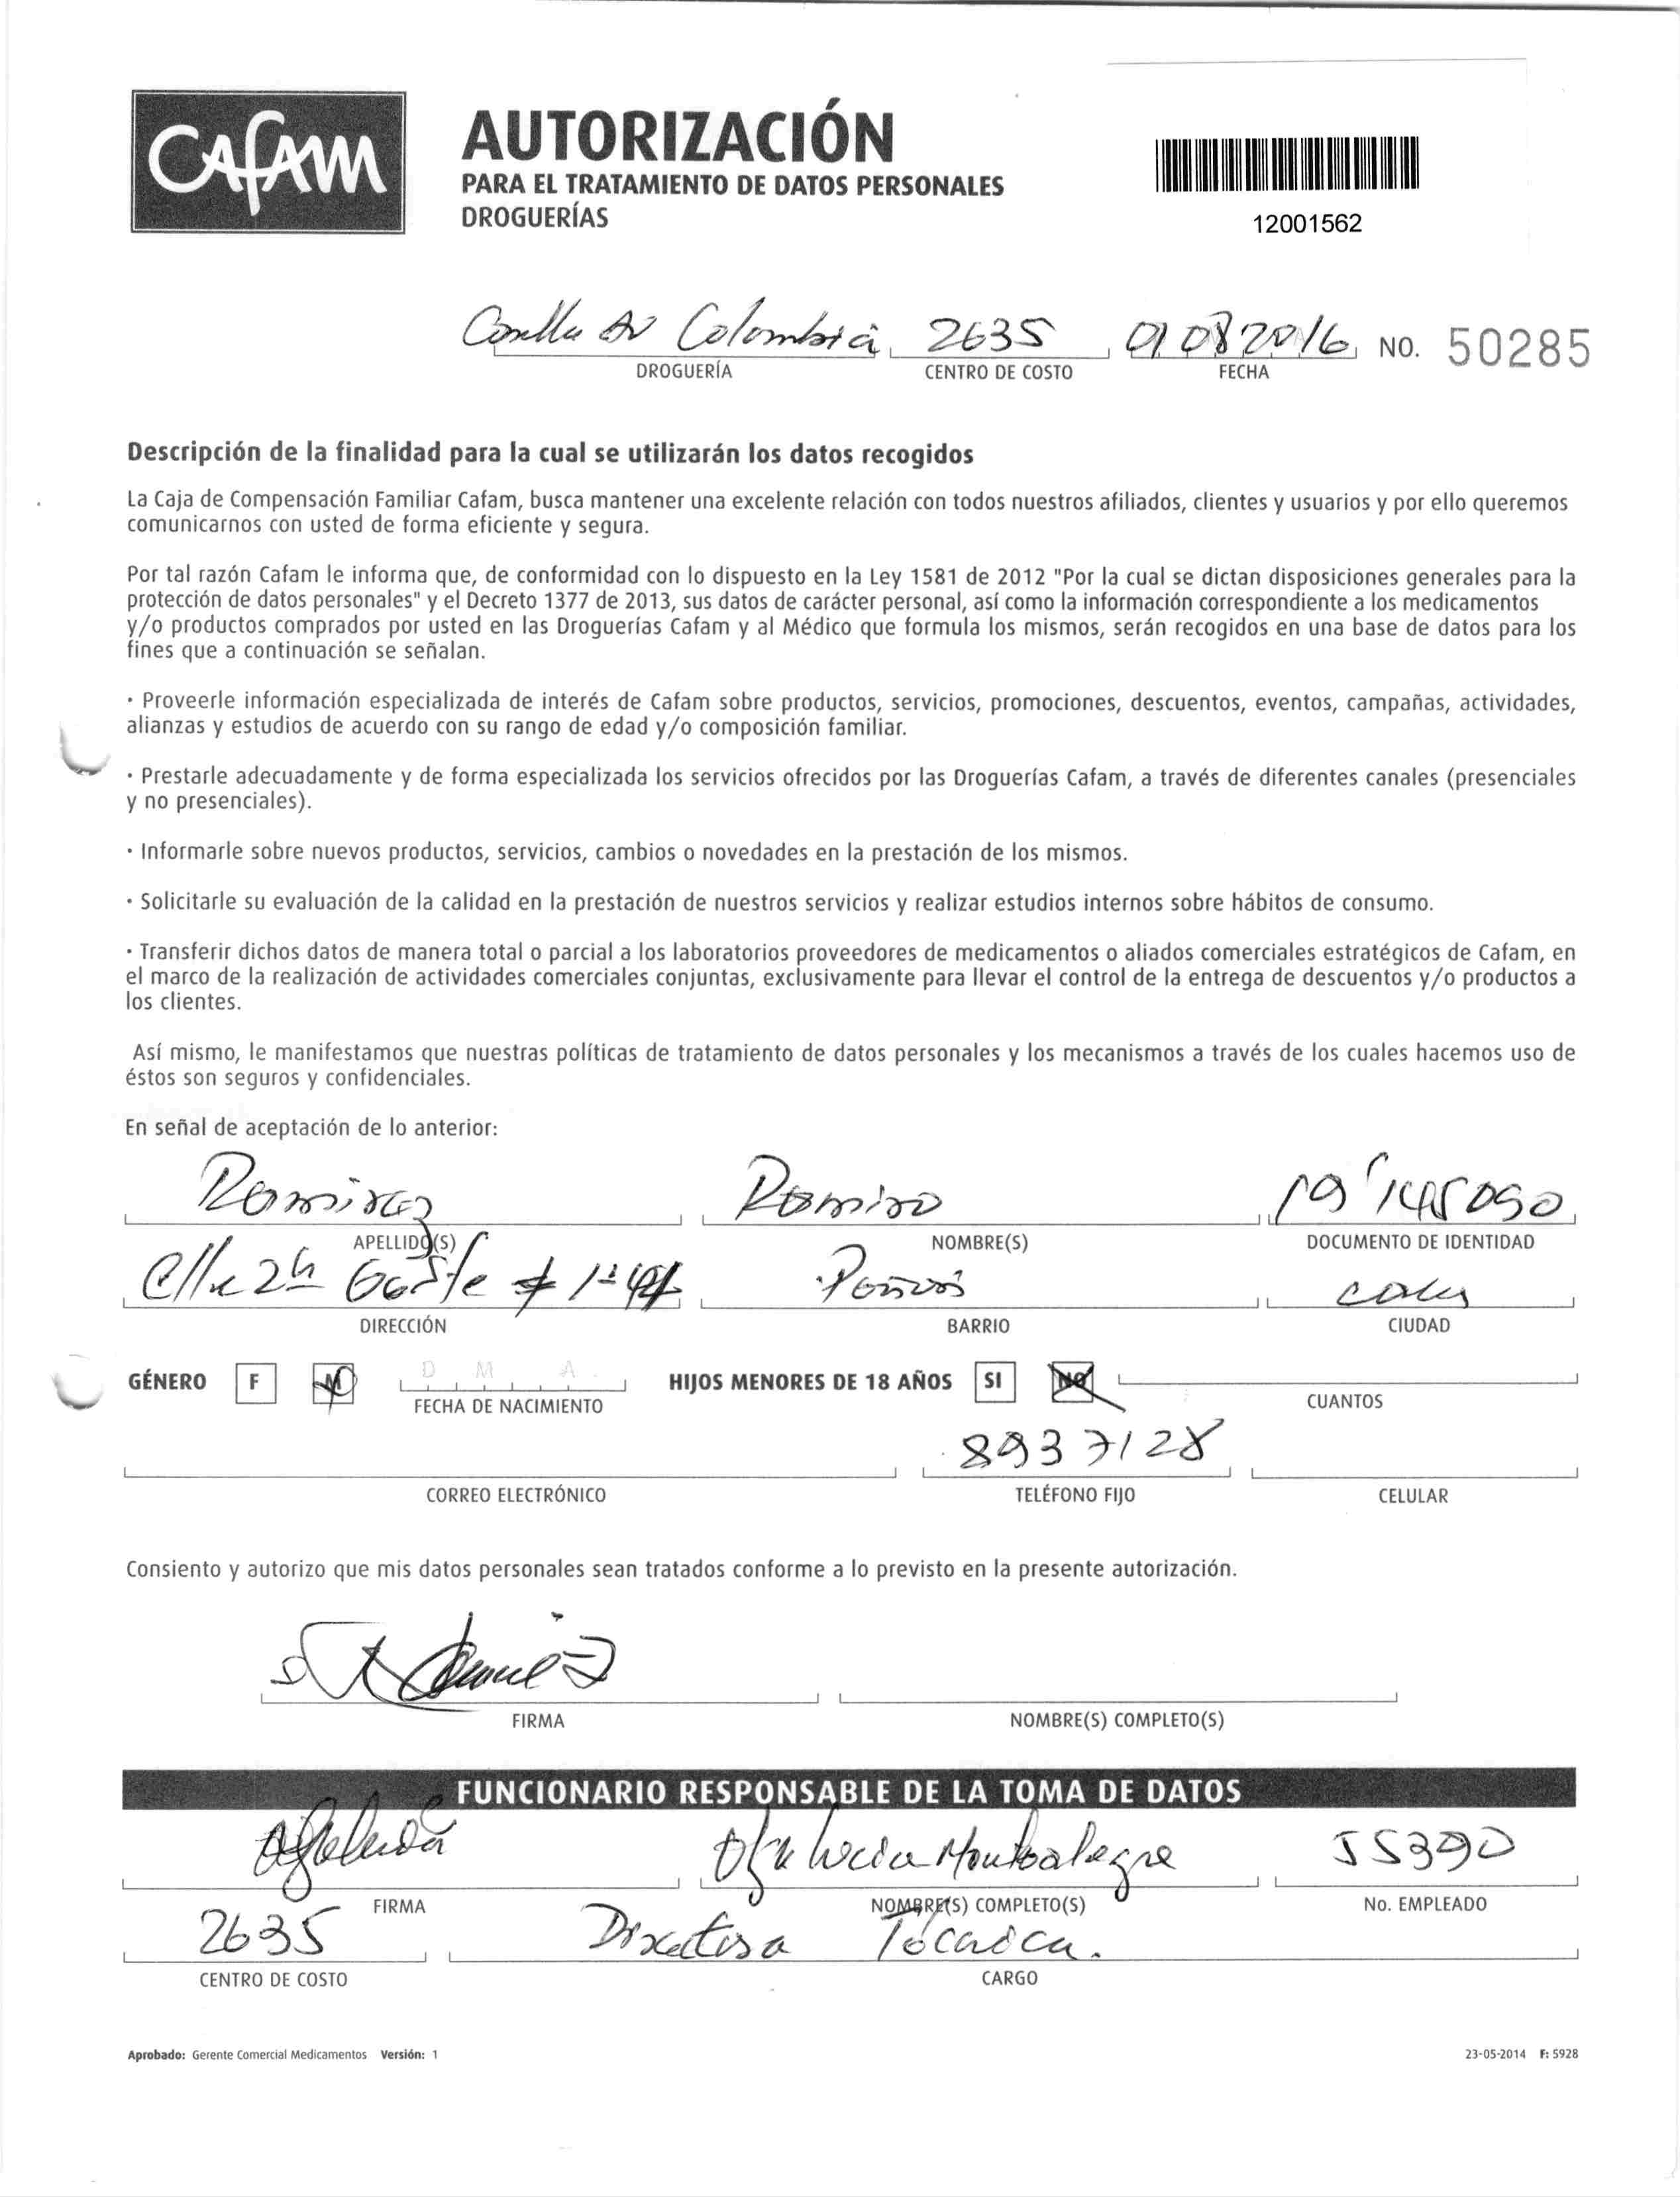 CAFAM
AUTORIZACIÓN
PARA EL TRATAMIENTO DE DATOS PERSONALES
DROGUERÍAS
12001562
Av Colombia 2635 01 08 2016 NO. 50285
DROGUERÍA CENTRO DE COSTO FECHA
Descripción de la finalidad para la cual se utilizarán los datos recogidos
La Caja de Compensación Familiar Cafam, busca mantener una excelente relación con todos nuestros afiliados, clientes y usuarios y por ello queremos
comunicarnos con usted de forma eficiente y segura.
Por tal razón Cafam le informa que, de conformidad con lo dispuesto en la Ley 1581 de 2012 "Por la cual se dictan disposiciones generales para la
protección de datos personales" y el Decreto 1377 de 2013, sus datos de carácter personal, así como la información correspondiente a los medicamentos
y/o productos comprados por usted en las Droguerías Cafam y al Médico que formula los mismos, serán recogidos en una base de datos para los
fines que a continuación se señalan.
· Proveerle información especializada de interés de Cafam sobre productos, servicios, promociones, descuentos, eventos, campañas, actividades,
alianzas y estudios de acuerdo con su rango de edad y/o composición familiar.
· Prestarle adecuadamente y de forma especializada los servicios ofrecidos por las Droguerías Cafam, a través de diferentes canales (presenciales
y no presenciales).
· Informarle sobre nuevos productos, servicios, cambios o novedades en la prestación de los mismos.
· Solicitarle su evaluación de la calidad en la prestación de nuestros servicios y realizar estudios internos sobre hábitos de consumo.
· Transferir dichos datos de manera total o parcial a los laboratorios proveedores de medicamentos o aliados comerciales estratégicos de Cafam, en
el marco de la realización de actividades comerciales conjuntas, exclusivamente para llevar el control de la entrega de descuentos y/o productos a
los clientes.
Así mismo, le manifestamos que nuestras políticas de tratamiento de datos personales y los mecanismos a través de los cuales hacemos uso de
éstos son seguros y confidenciales.
En señal de aceptación de lo anterior:
Ramirez Ramiro
APELLIDO(S) NOMBRE(S) DOCUMENTO DE IDENTIDAD
Clle 2a Oeste # 1-44
DIRECCIÓN BARRIO CIUDAD
GÉNERO F M D M A HIJOS MENORES DE 18 AÑOS SI NO
FECHA DE NACIMIENTO CUANTOS
8937128
CORREO ELECTRÓNICO TELÉFONO FIJO CELULAR
Consiento y autorizo que mis datos personales sean tratados conforme a lo previsto en la presente autorización.
FIRMA NOMBRE(S) COMPLETO(S)
FUNCIONARIO RESPONSABLE DE LA TOMA DE DATOS
Lucia Montealegre 55390
FIRMA NOMBRE(S) COMPLETO(S) No. EMPLEADO
2635 Directora Técnica.
CENTRO DE COSTO CARGO
Aprobado: Gerente Comercial Medicamentos Versión: 1 23-05-2014 F: 5928